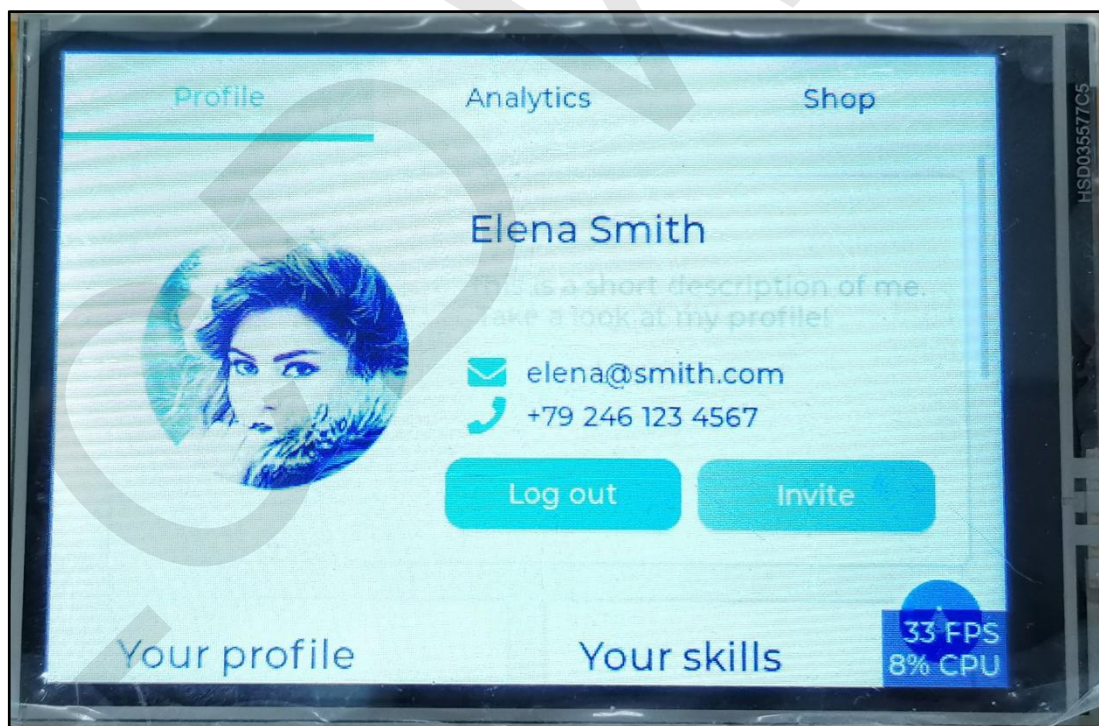 Profile
Analytics
Shop
Elena Smith
This is a short description of me.
Take a look at my profile!
elena@smith.com
+79 246 123 4567
Log out
Invite
Your profile
Your skills
33 FPS
8% CPU
HSD035577C5